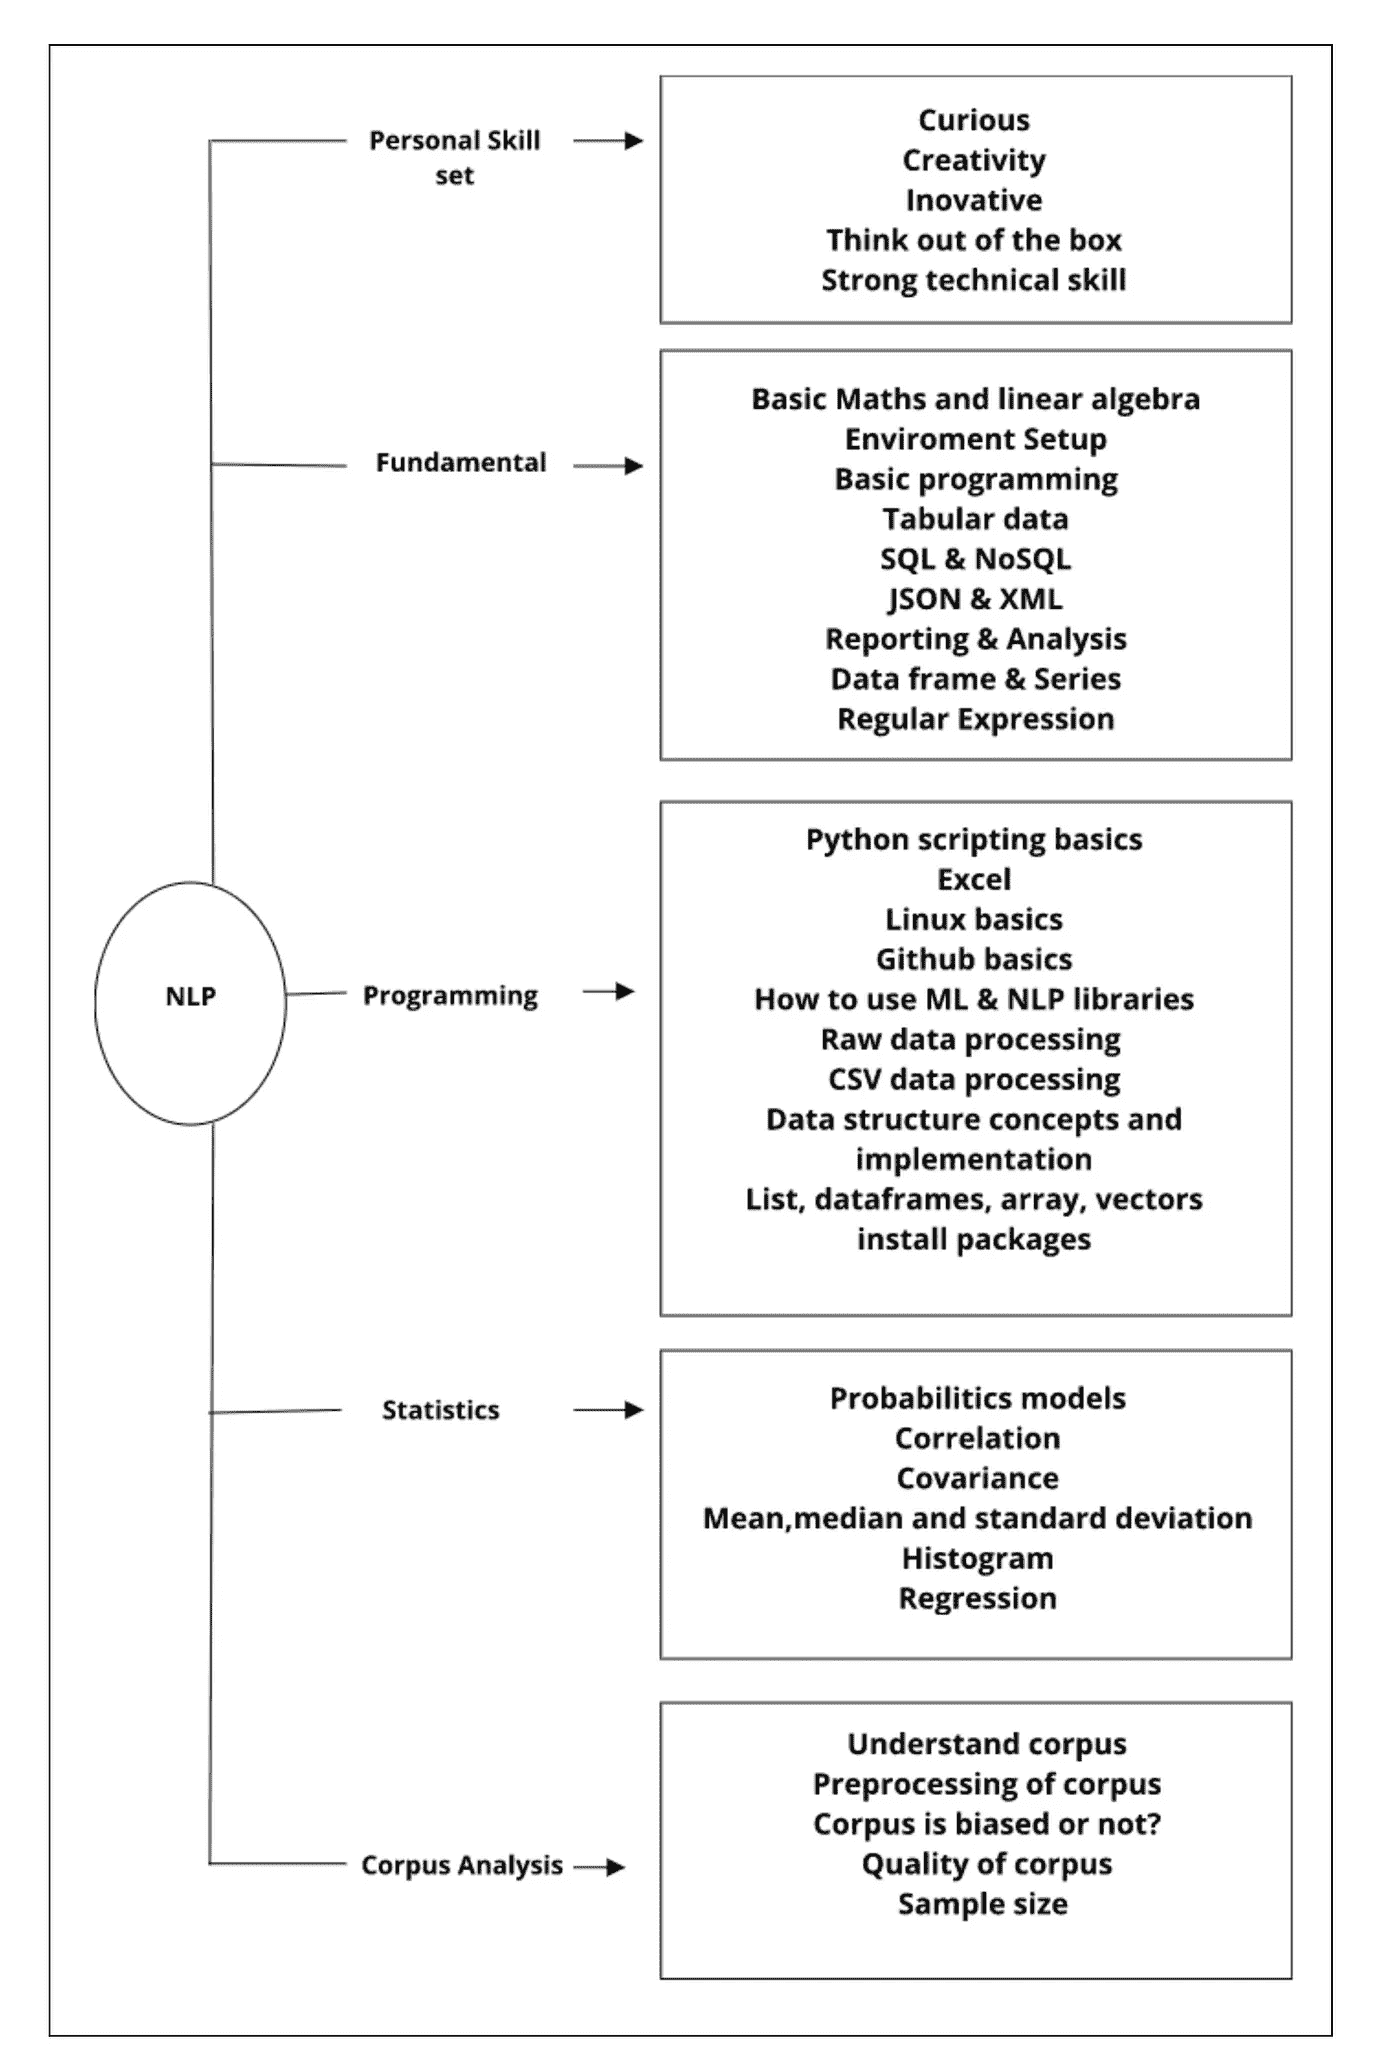 Personal Skill
set
Curious
Creativity
Inovative
Think out of the box
Strong technical skill
Fundamental
Basic Maths and linear algebra
Enviroment Setup
Basic programming
Tabular data
SQL & NoSQL
JSON & XML
Reporting & Analysis
Data frame & Series
Regular Expression
NLP
Programming
Python scripting basics
Excel
Linux basics
Github basics
How to use ML & NLP libraries
Raw data processing
CSV data processing
Data structure concepts and
implementation
List, dataframes, array, vectors
install packages
Statistics
Probabilitics models
Correlation
Covariance
Mean,median and standard deviation
Histogram
Regression
Corpus Analysis
Understand corpus
Preprocessing of corpus
Corpus is biased or not?
Quality of corpus
Sample size